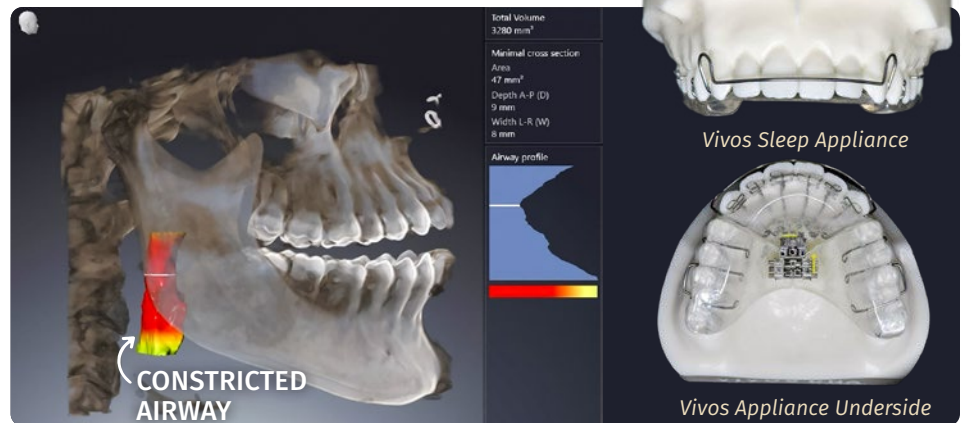 Total Volume
3280 mm³
Minimal cross section
Area
47 mm²
Depth A-P (D)
9 mm
Width L-R (W)
8 mm
Airway profile
CONSTRICTED
AIRWAY
Vivos Sleep Appliance
Vivos Appliance Underside